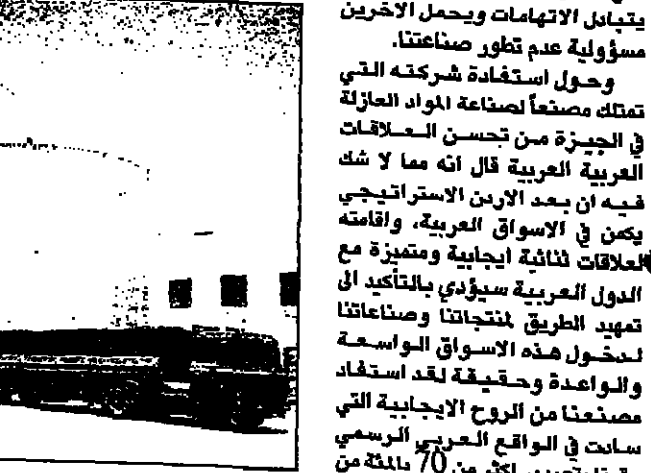 يتبادل الاتهامات ويحمل الآخرين
مسؤولية عدم تطور صناعتنا.
وحول استفادة شركته التي
تمتلك مصنعاً لصناعة المواد العازلة
في الجيزة من تحسن العلاقات
العربية العربية قال انه مما لا شك
فيه ان بعد الاردن الاستراتيجي
يكمن في الاسواق العربية، واقامته
لعلاقات ثنائية ايجابية ومتميزة مع
الدول العربية سيؤدي بالتأكيد الى
تمهيد الطريق لمنتجاتنا وصناعاتنا
لدخول هذه الاسواق الواسعة
والواعدة وحقيقة لقد استفاد
مصنعنا من الروح الايجابية التي
سادت في الواقع العربي الرسمي
اكثر من 70 بالمئة من